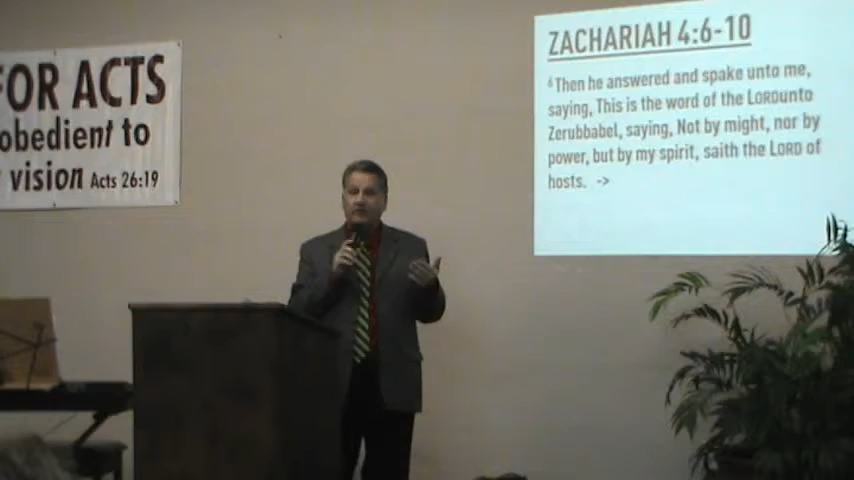 FOR ACTS
obedient to
vision Acts 26:19
ZACHARIAH 4:6-10
6 Then he answered and spake unto me,
saying, This is the word of the LORDunto
Zerubbabel, saying, Not by might, nor by
power, but by my spirit, saith the LORD of
hosts. ->